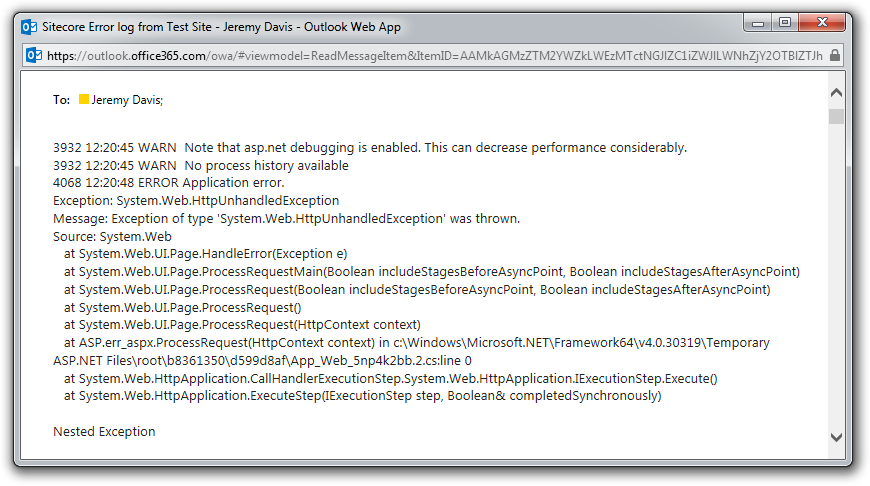 Sitecore Error log from Test Site - Jeremy Davis - Outlook Web App
https://outlook.office365.com/owa/#viewmodel=ReadMessageItem&ItemID=AAMkAGMzZTM2YWZkLWEzMTctNGJlZC1iZWJlLWNhZjY2OTBlZTJh
To: Jeremy Davis;
3932 12:20:45 WARN  Note that asp.net debugging is enabled. This can decrease performance considerably.
3932 12:20:45 WARN  No process history available
4068 12:20:48 ERROR Application error.
Exception: System.Web.HttpUnhandledException
Message: Exception of type 'System.Web.HttpUnhandledException' was thrown.
Source: System.Web
at System.Web.UI.Page.HandleError(Exception e)
at System.Web.UI.Page.ProcessRequestMain(Boolean includeStagesBeforeAsyncPoint, Boolean includeStagesAfterAsyncPoint)
at System.Web.UI.Page.ProcessRequest(Boolean includeStagesBeforeAsyncPoint, Boolean includeStagesAfterAsyncPoint)
at System.Web.UI.Page.ProcessRequest()
at System.Web.UI.Page.ProcessRequest(HttpContext context)
at ASP.err_aspx.ProcessRequest(HttpContext context) in c:\Windows\Microsoft.NET\Framework64\v4.0.30319\Temporary
ASP.NET Files\root\b8361350\d599d8af\App_Web_5np4k2bb.2.cs:line 0
at System.Web.HttpApplication.CallHandlerExecutionStep.System.Web.HttpApplication.IExecutionStep.Execute()
at System.Web.HttpApplication.ExecuteStep(IExecutionStep step, Boolean& completedSynchronously)
Nested Exception